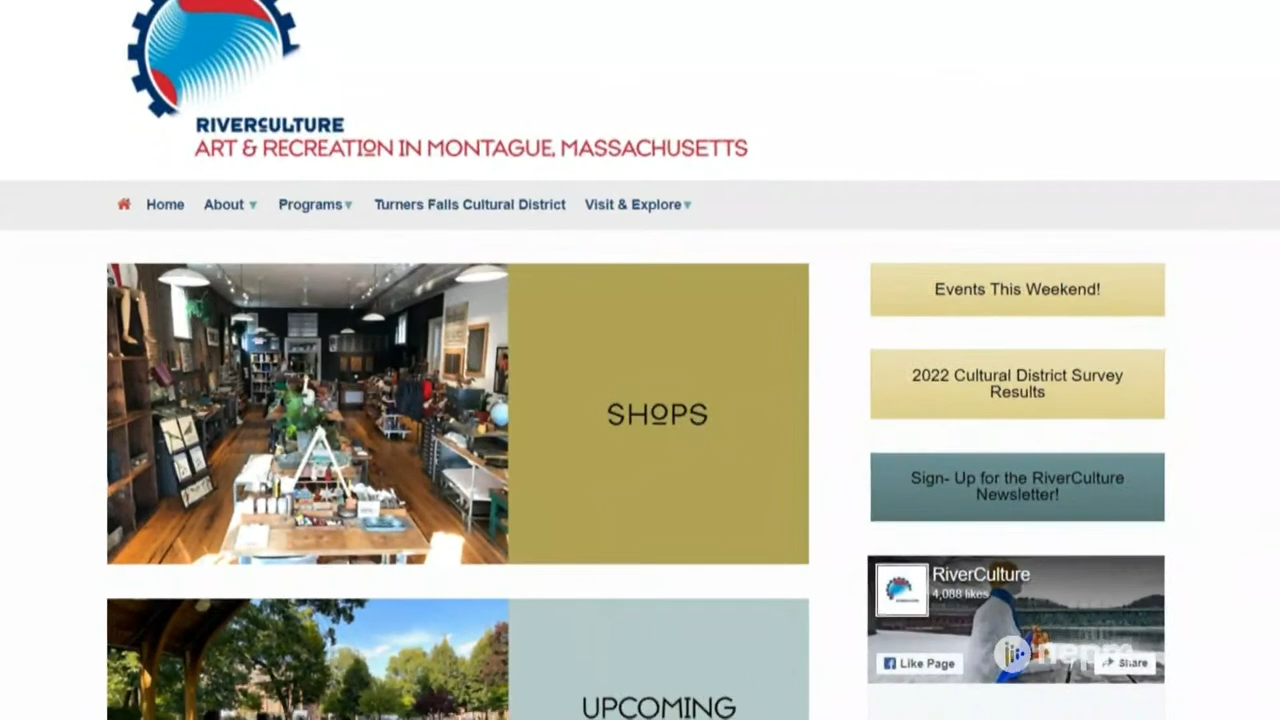 RIVERCULTURE
ART & RECREATION IN MONTAGUE, MASSACHUSETTS
Home About Programs Turners Falls Cultural District Visit & Explore
SHOPS
UPCOMING
Events This Weekend!
2022 Cultural District Survey
Results
Sign- Up for the RiverCulture
Newsletter!
RiverCulture
4,088 likes
Like Page
nepm
Share